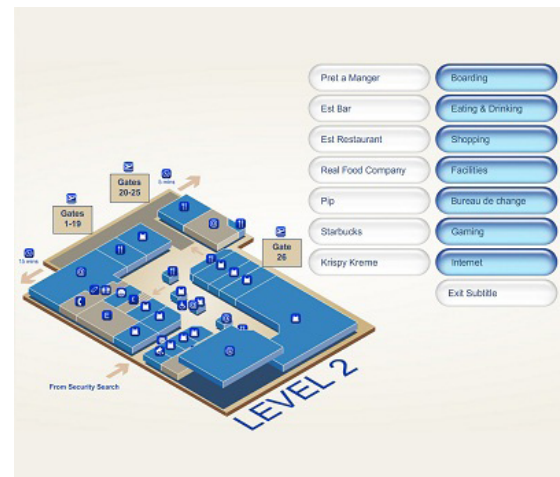 Pret a Manger
Boarding
Est Bar
Eating & Drinking
Est Restaurant
Shopping
Real Food Company
Facilities
Pip
Bureau de change
Starbucks
Gaming
Krispy Kreme
Internet
Exit Subtitle
Gates
20-25
Gates
1-19
Gate
26
From Security Search
LEVEL 2